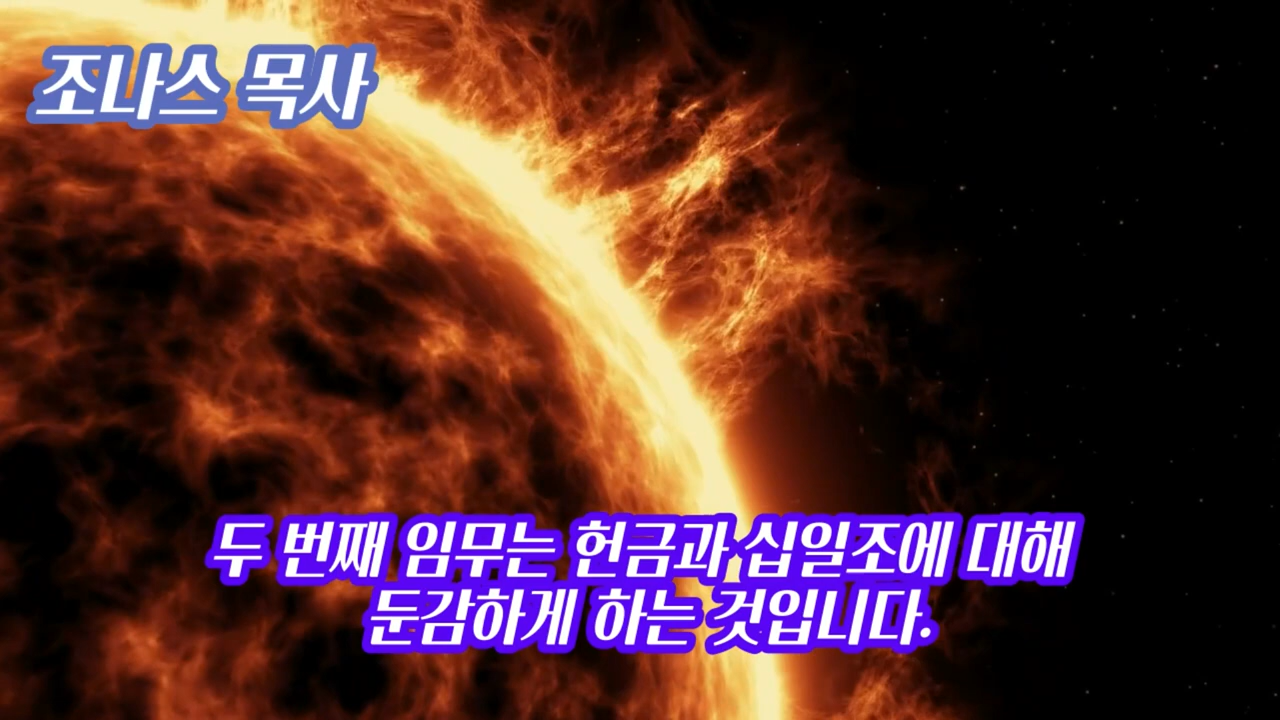 조나스 목사
두 번째 임무는 헌금과 십일조에 대해
둔감하게 하는 것입니다.